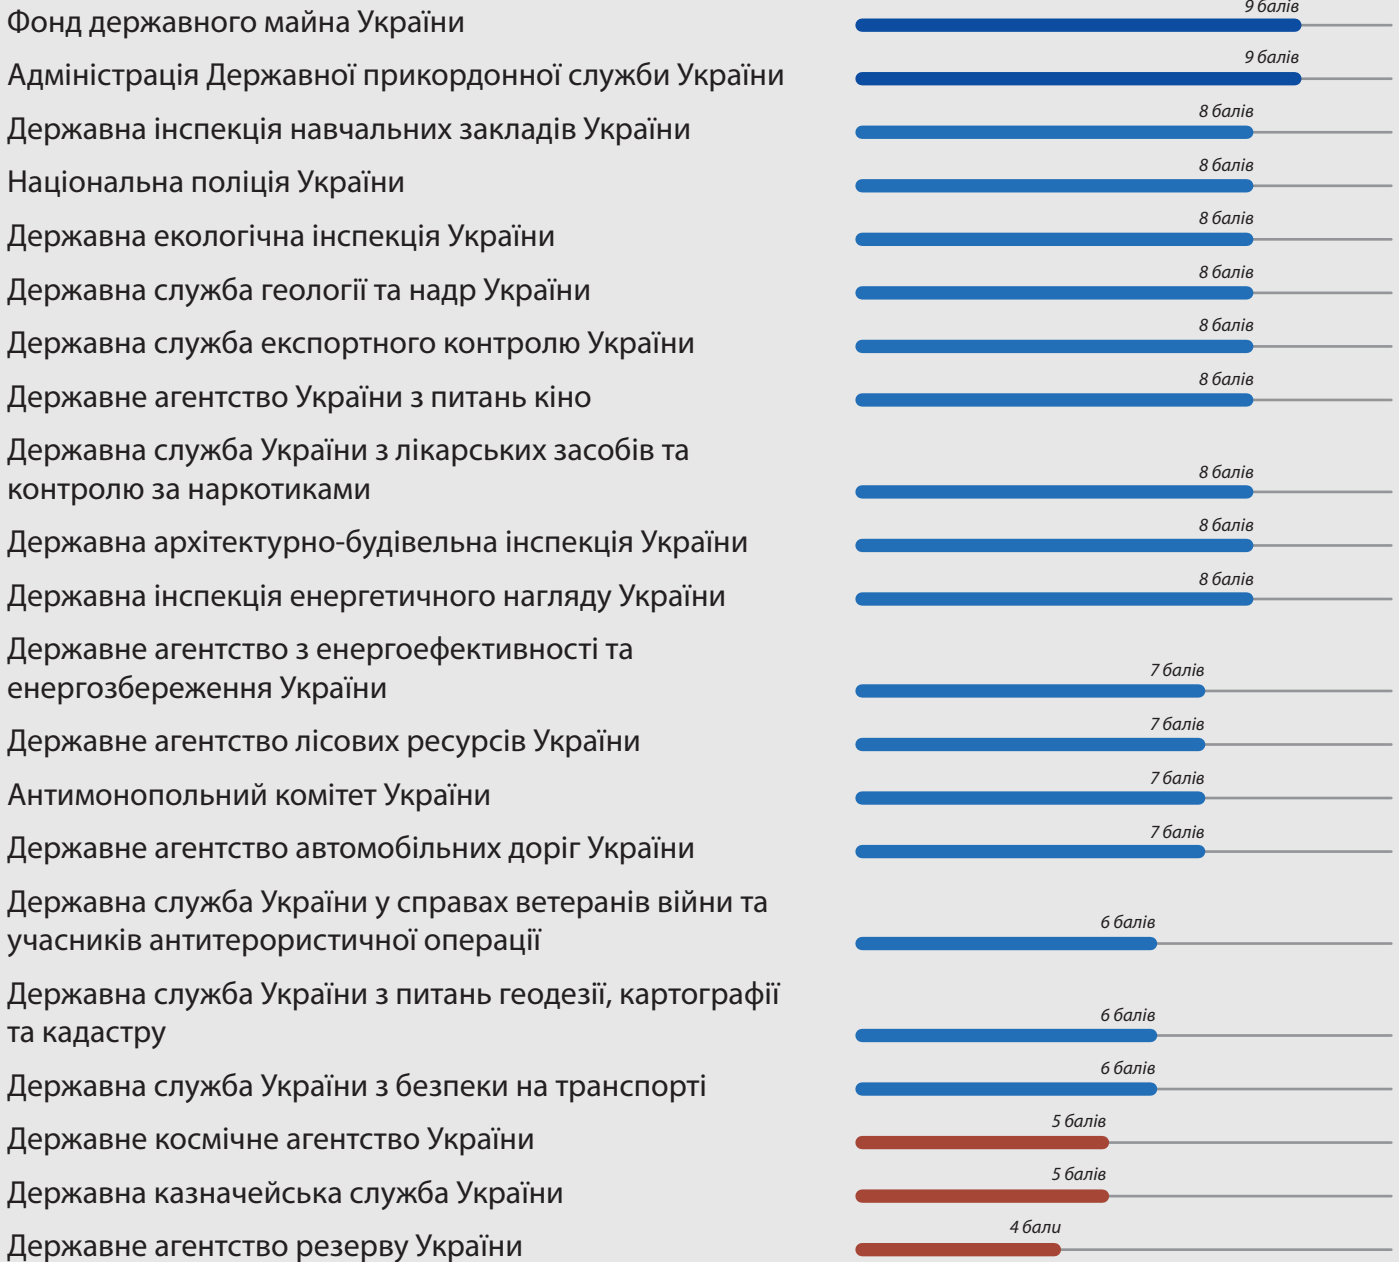 Фонд державного майна України
9 балів
Адміністрація Державної прикордонної служби України
9 балів
Державна інспекція навчальних закладів України
8 балів
Національна поліція України
8 балів
Державна екологічна інспекція України
8 балів
Державна служба геології та надр України
8 балів
Державна служба експортного контролю України
8 балів
Державне агентство України з питань кіно
8 балів
Державна служба України з лікарських засобів та
контролю за наркотиками
8 балів
Державна архітектурно-будівельна інспекція України
8 балів
Державна інспекція енергетичного нагляду України
8 балів
Державне агентство з енергоефективності та
енергозбереження України
7 балів
Державне агентство лісових ресурсів України
7 балів
Антимонопольний комітет України
7 балів
Державне агентство автомобільних доріг України
7 балів
Державна служба України у справах ветеранів війни та
учасників антитерористичної операції
6 балів
Державна служба України з питань геодезії, картографії
та кадастру
6 балів
Державна служба України з безпеки на транспорті
6 балів
Державне космічне агентство України
5 балів
Державна казначейська служба України
5 балів
Державне агентство резерву України
4 бали